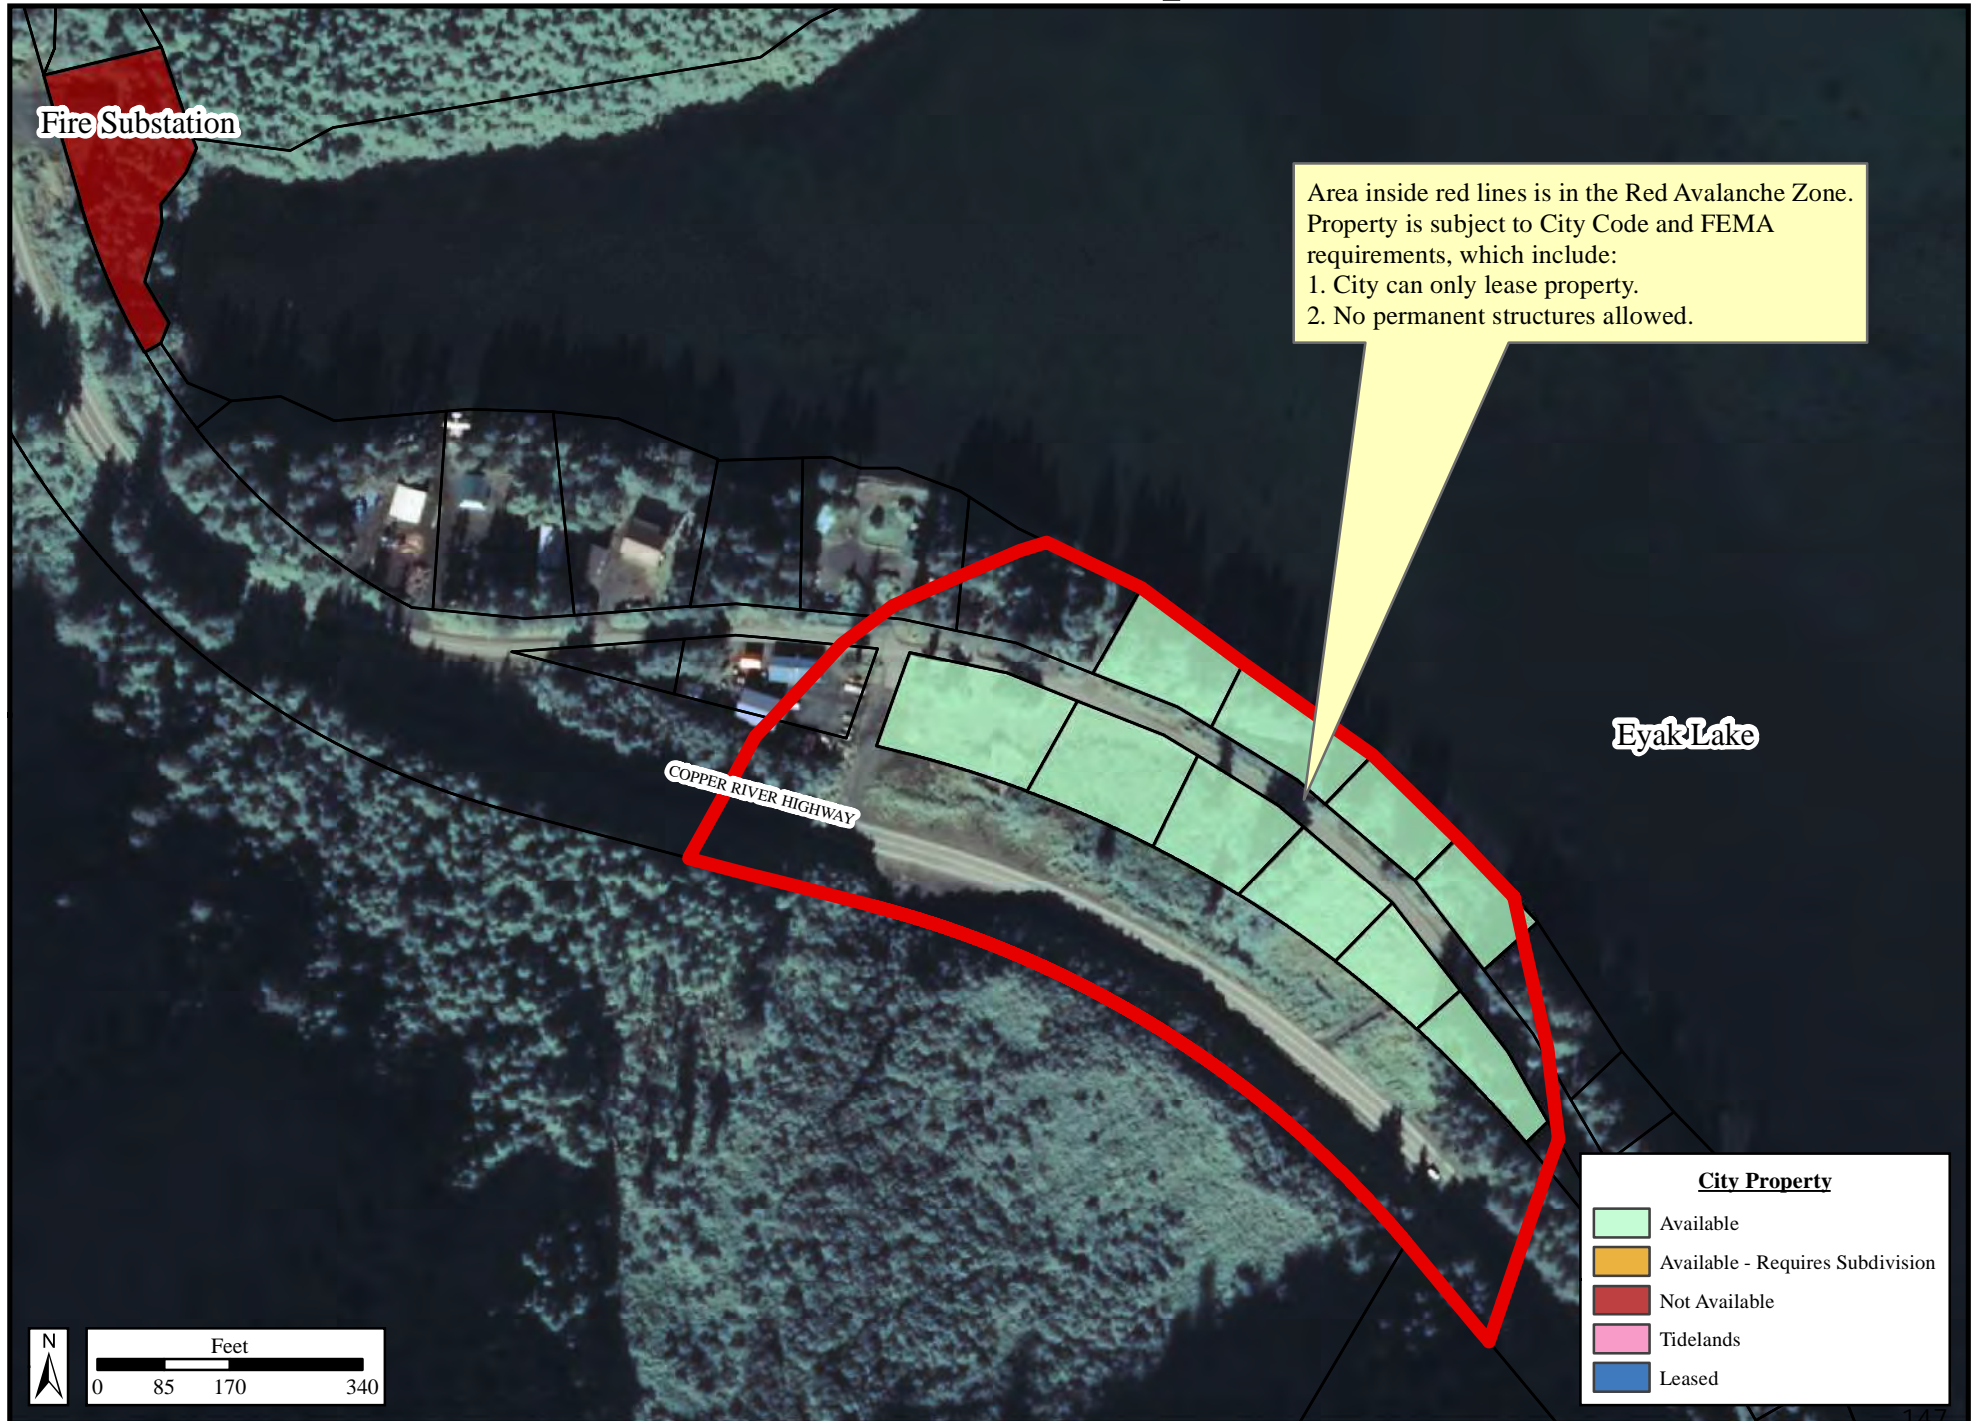 Fire Substation
Area inside red lines is in the Red Avalanche Zone.
Property is subject to City Code and FEMA
requirements, which include:
1. City can only lease property.
2. No permanent structures allowed.
Eyak Lake
COPPER RIVER HIGHWAY
City Property
Available
Available - Requires Subdivision
Not Available
Tidelands
Leased
N
Feet
0 85 170 340
147